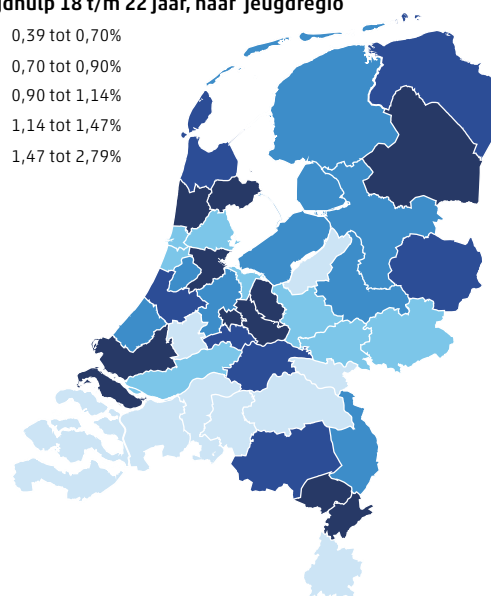 18 t/m 22 jaar, naar jeugdregio
0,39 tot 0,70%
0,70 tot 0,90%
0,90 tot 1,14%
1,14 tot 1,47%
1,47 tot 2,79%